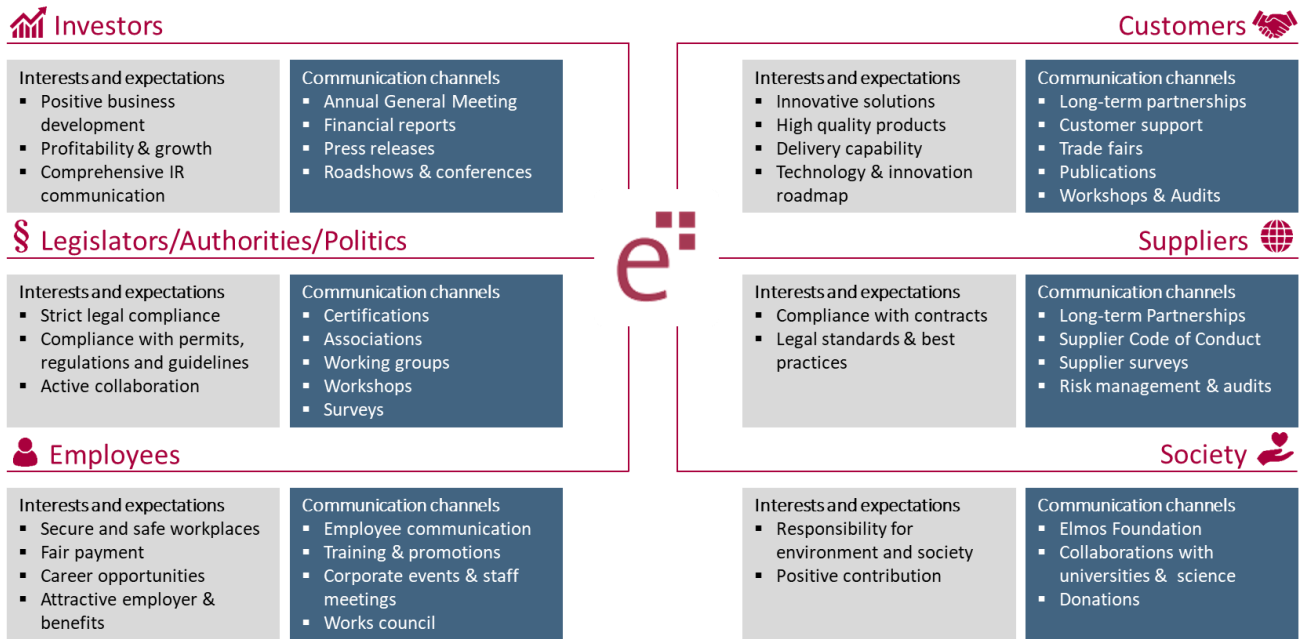 Investors
Interests and expectations
▪ Positive business
development
▪ Profitability & growth
▪ Comprehensive IR
communication
Communication channels
▪ Annual General Meeting
▪ Financial reports
▪ Press releases
▪ Roadshows & conferences
Customers
Interests and expectations
▪ Innovative solutions
▪ High quality products
▪ Delivery capability
▪ Technology & innovation
roadmap
Communication channels
▪ Long-term partnerships
▪ Customer support
▪ Trade fairs
▪ Publications
▪ Workshops & Audits
§ Legislators/Authorities/Politics
Interests and expectations
▪ Strict legal compliance
▪ Compliance with permits,
regulations and guidelines
▪ Active collaboration
Communication channels
▪ Certifications
▪ Associations
▪ Working groups
▪ Workshops
▪ Surveys
e
Suppliers
Interests and expectations
▪ Compliance with contracts
▪ Legal standards & best
practices
Communication channels
▪ Long-term Partnerships
▪ Supplier Code of Conduct
▪ Supplier surveys
▪ Risk management & audits
Employees
Interests and expectations
▪ Secure and safe workplaces
▪ Fair payment
▪ Career opportunities
▪ Attractive employer &
benefits
Communication channels
▪ Employee communication
▪ Training & promotions
▪ Corporate events & staff
meetings
▪ Works council
Society
Interests and expectations
▪ Responsibility for
environment and society
▪ Positive contribution
Communication channels
▪ Elmos Foundation
▪ Collaborations with
universities & science
▪ Donations